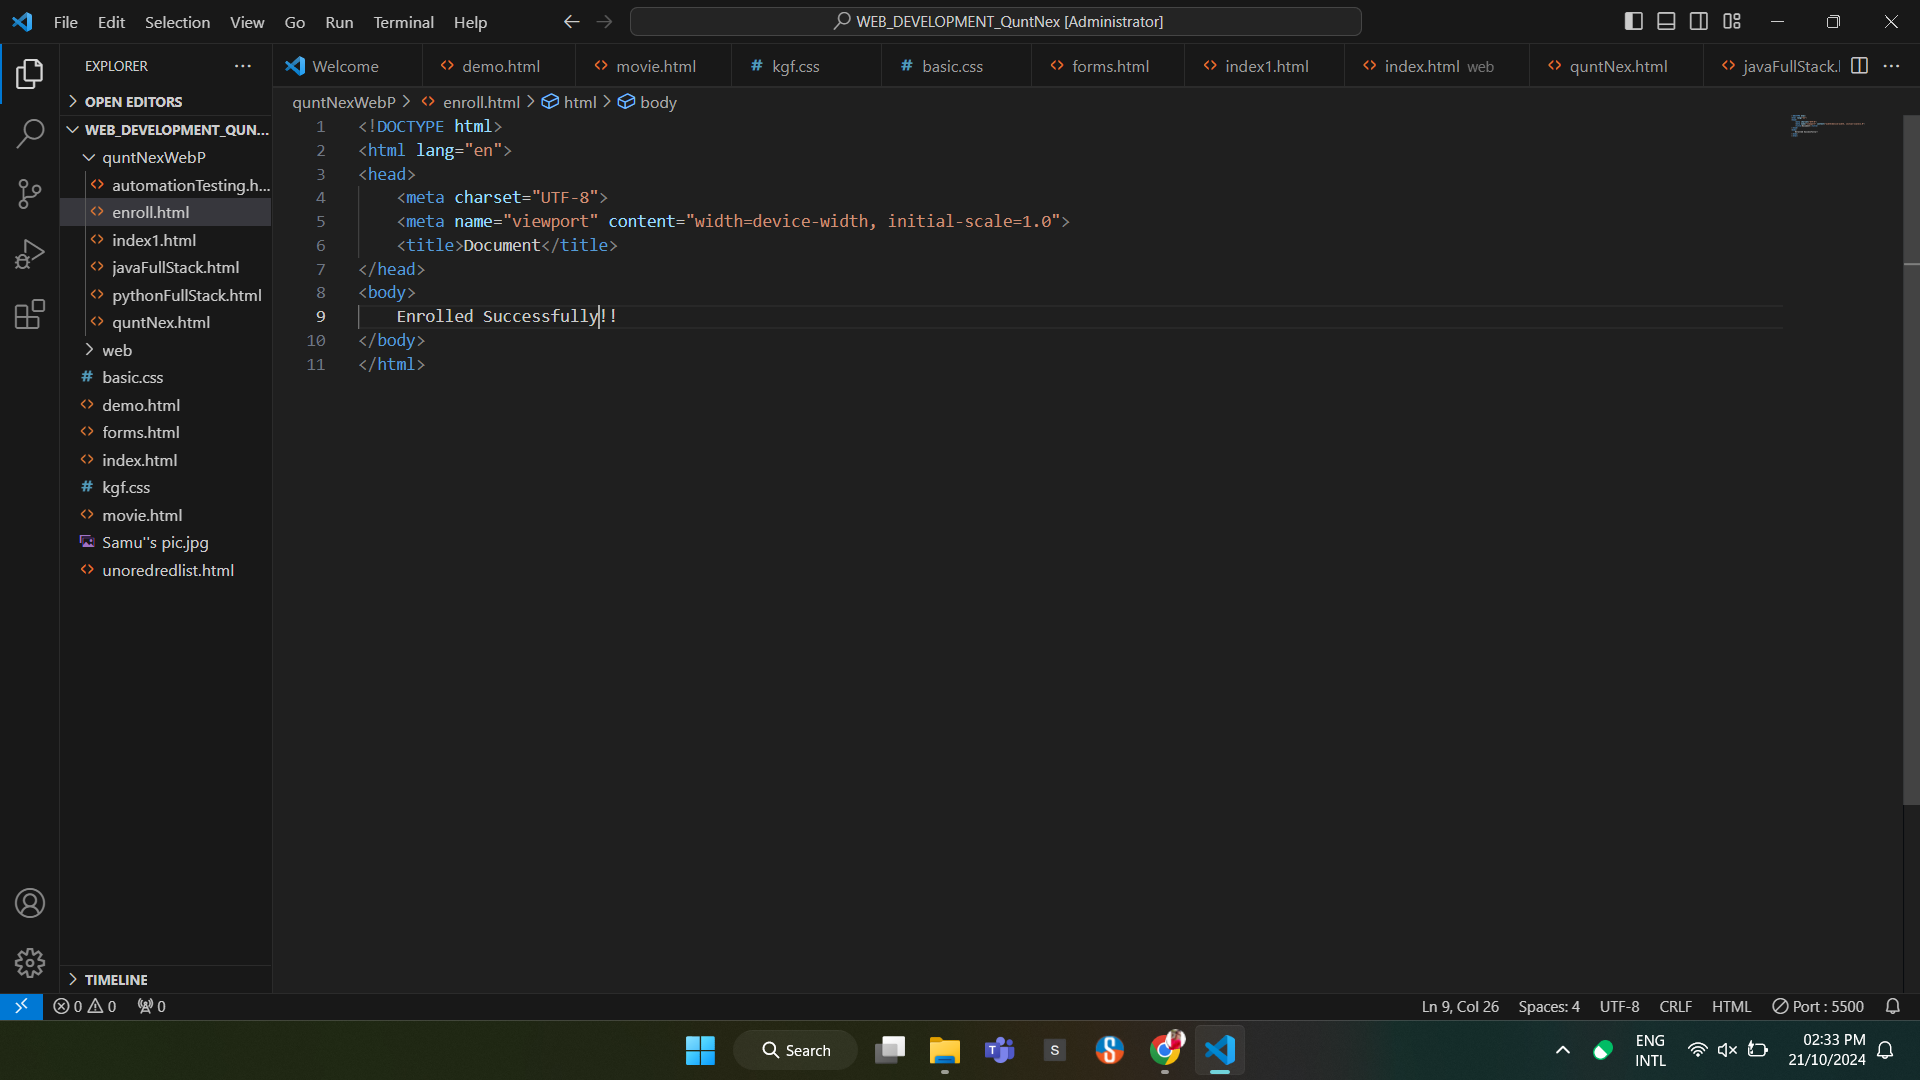 File Edit Selection View Go Run Terminal Help WEB_DEVELOPMENT_QuntNex [Administrator]
EXPLORER
Welcome demo.html movie.html kgf.css basic.css forms.html index1.html index.html web quntNex.html javaFullStack.l
OPEN EDITORS
WEB_DEVELOPMENT_QUN...
quntNexWebP
automationTesting.h...
enroll.html
index1.html
javaFullStack.html
pythonFullStack.html
quntNex.html
web
basic.css
demo.html
forms.html
index.html
kgf.css
movie.html
Samu''s pic.jpg
unoredredlist.html
TIMELINE
quntNexWebP > enroll.html > html > body
1 <!DOCTYPE html>
2 <html lang="en">
3 <head>
4 <meta charset="UTF-8">
5 <meta name="viewport" content="width=device-width, initial-scale=1.0">
6 <title>Document</title>
7 </head>
8 <body>
9 Enrolled Successfully!!
10 </body>
11 </html>
0 0 0 Ln 9, Col 26 Spaces: 4 UTF-8 CRLF HTML Port : 5500
Search
S
ENG
INTL
02:33 PM
21/10/2024